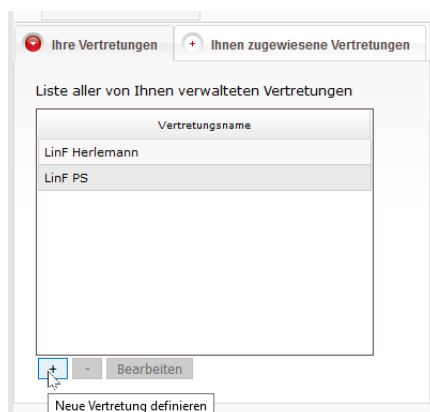 Ihre Vertretungen
Ihnen zugewiesene Vertretungen
Liste aller von Ihnen verwalteten Vertretungen
Vertretungsname
LinF Herlemann
LinF PS
+ - Bearbeiten
Neue Vertretung definieren